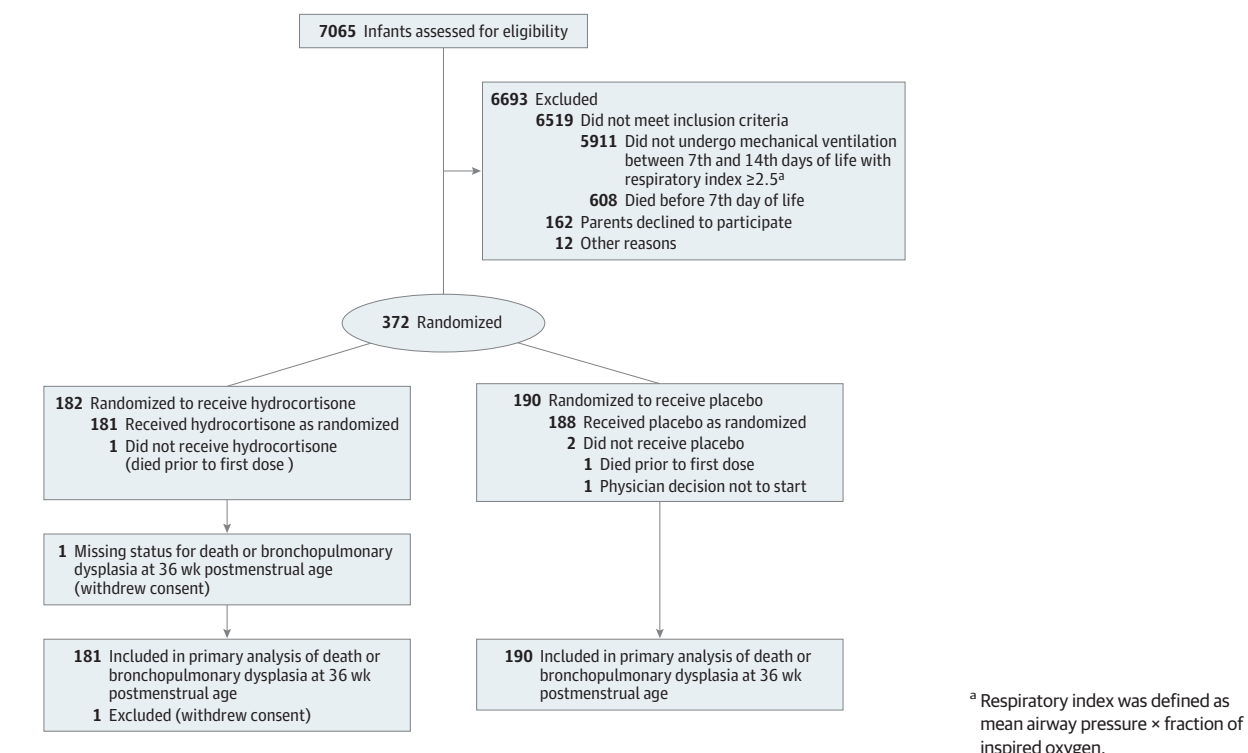 7065 Infants assessed for eligibility
6693 Excluded
6519 Did not meet inclusion criteria
5911 Did not undergo mechanical ventilation
between 7th and 14th days of life with
respiratory index ≥2.5ᵃ
608 Died before 7th day of life
162 Parents declined to participate
12 Other reasons
372 Randomized
182 Randomized to receive hydrocortisone
181 Received hydrocortisone as randomized
1 Did not receive hydrocortisone
(died prior to first dose )
190 Randomized to receive placebo
188 Received placebo as randomized
2 Did not receive placebo
1 Died prior to first dose
1 Physician decision not to start
1 Missing status for death or bronchopulmonary
dysplasia at 36 wk postmenstrual age
(withdrew consent)
181 Included in primary analysis of death or
bronchopulmonary dysplasia at 36 wk
postmenstrual age
1 Excluded (withdrew consent)
190 Included in primary analysis of death or
bronchopulmonary dysplasia at 36 wk
postmenstrual age
ᵃ Respiratory index was defined as
mean airway pressure × fraction of
inspired oxygen.